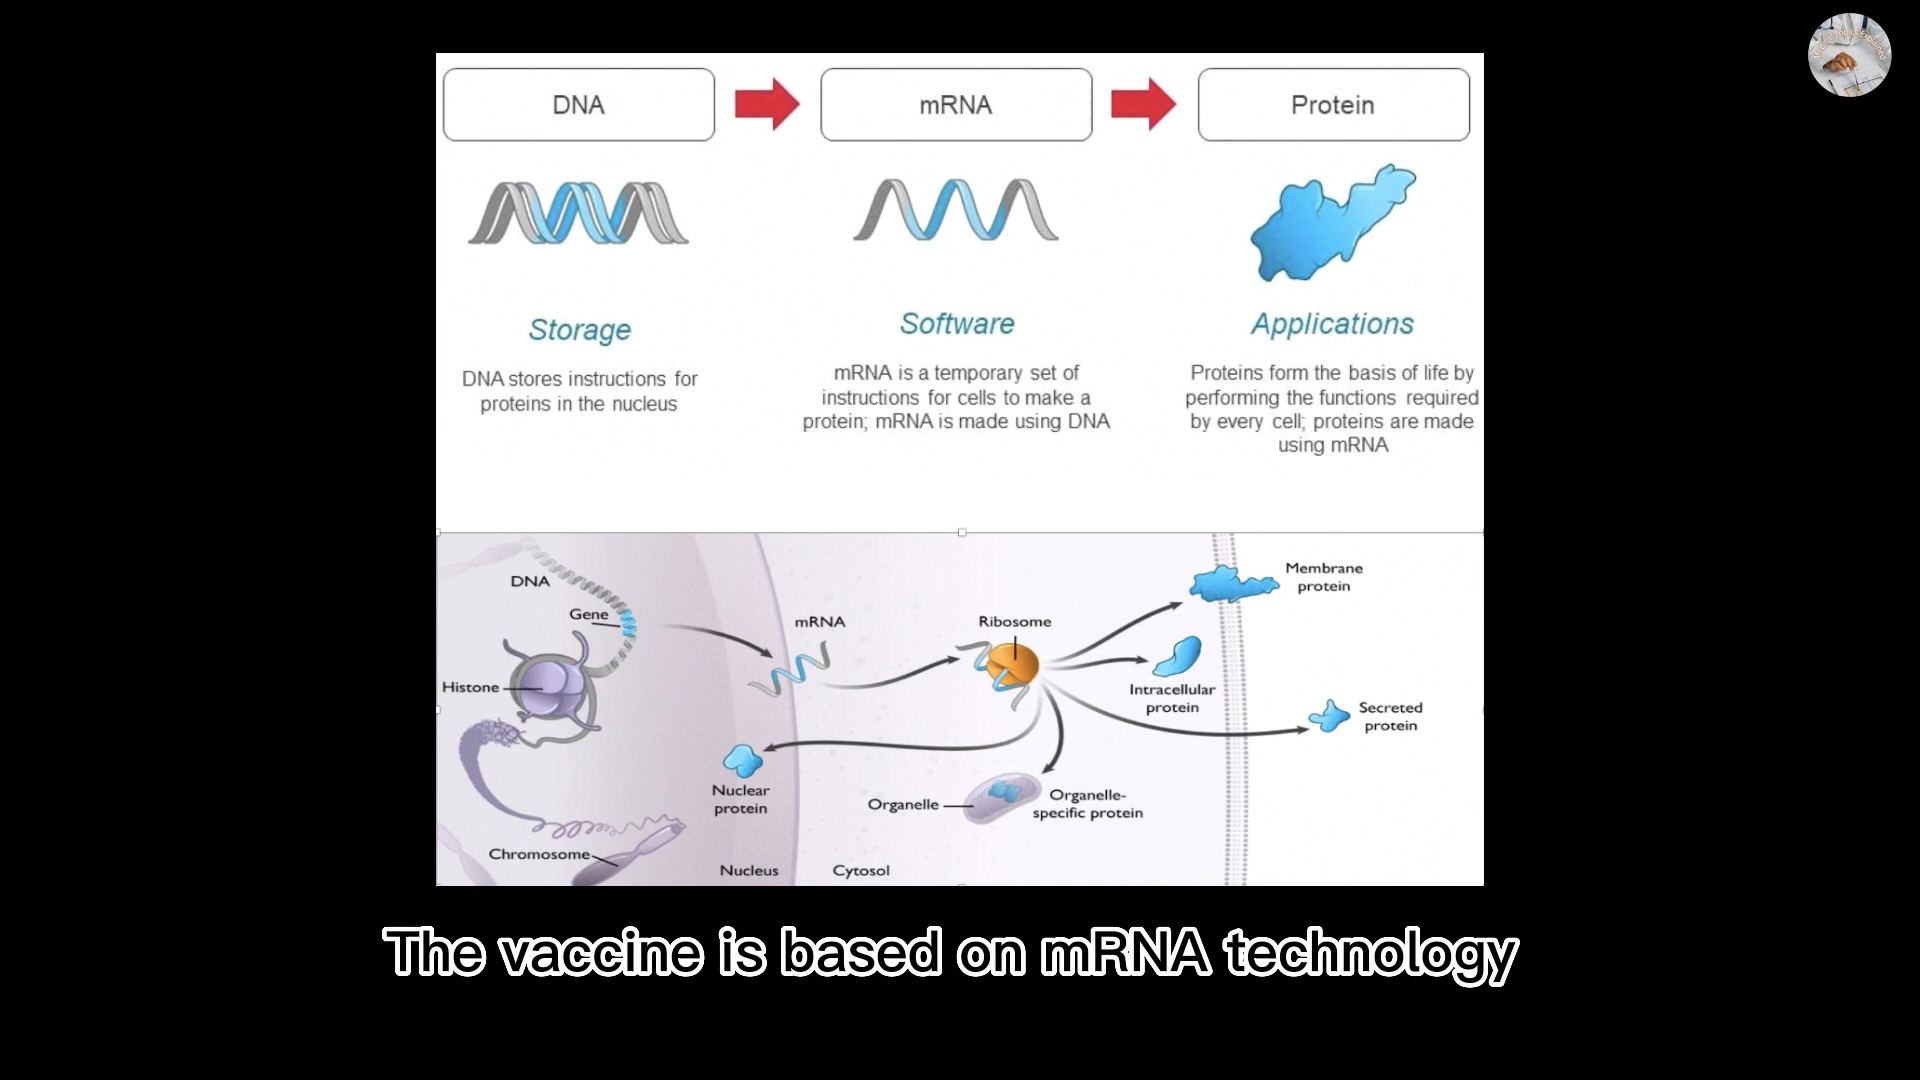 DNA
mRNA
Protein
Storage
Software
Applications
DNA stores instructions for
proteins in the nucleus
mRNA is a temporary set of
instructions for cells to make a
protein; mRNA is made using DNA
Proteins form the basis of life by
performing the functions required
by every cell; proteins are made
using mRNA
DNA
Gene
Histone
Chromosome
mRNA
Nuclear
protein
Nucleus
Cytosol
Ribosome
Organelle
Organelle-
specific protein
Membrane
protein
Intracellular
protein
Secreted
protein
The vaccine is based on mRNA technology
Topics Explained